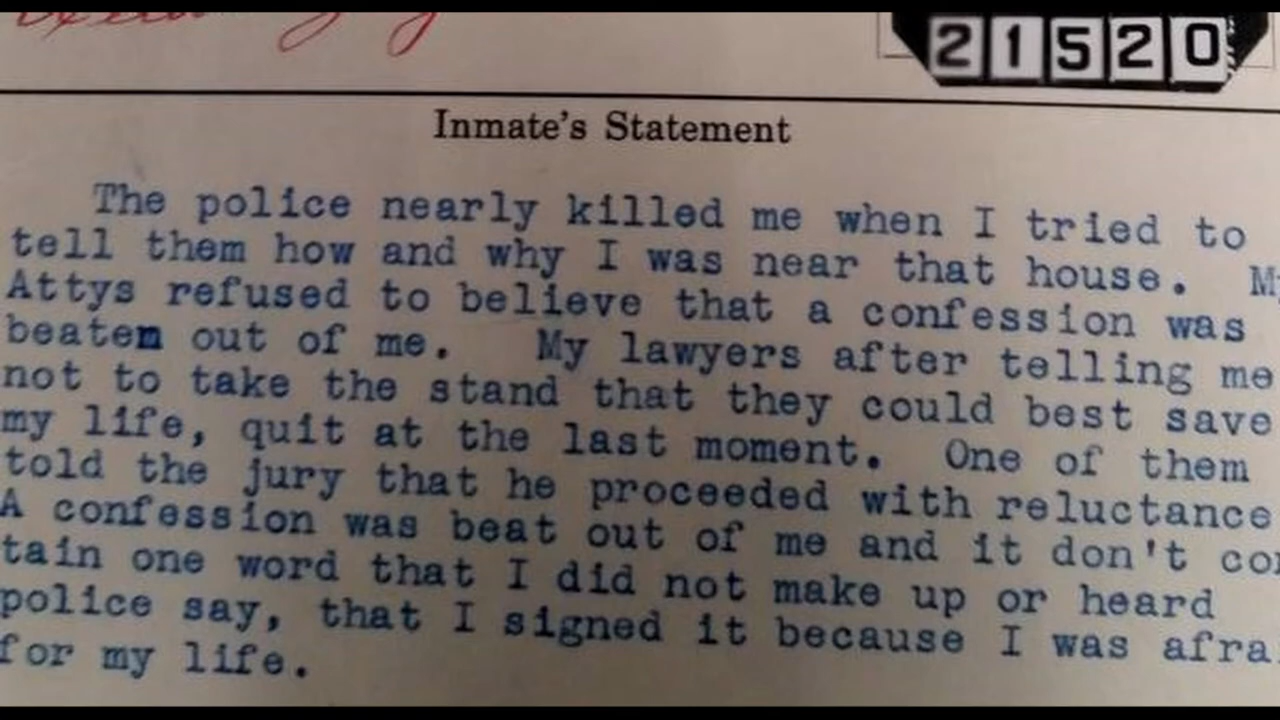 21520
Inmate's Statement
The police nearly killed me when I tried to
tell them how and why I was near that house. My
Attys refused to believe that a confession was
beaten out of me. My lawyers after telling me
not to take the stand that they could best save
my life, quit at the last moment. One of them
told the jury that he proceeded with reluctance
A confession was beat out of me and it don't con
tain one word that I did not make up or heard
police say, that I signed it because I was afrai
for my life.